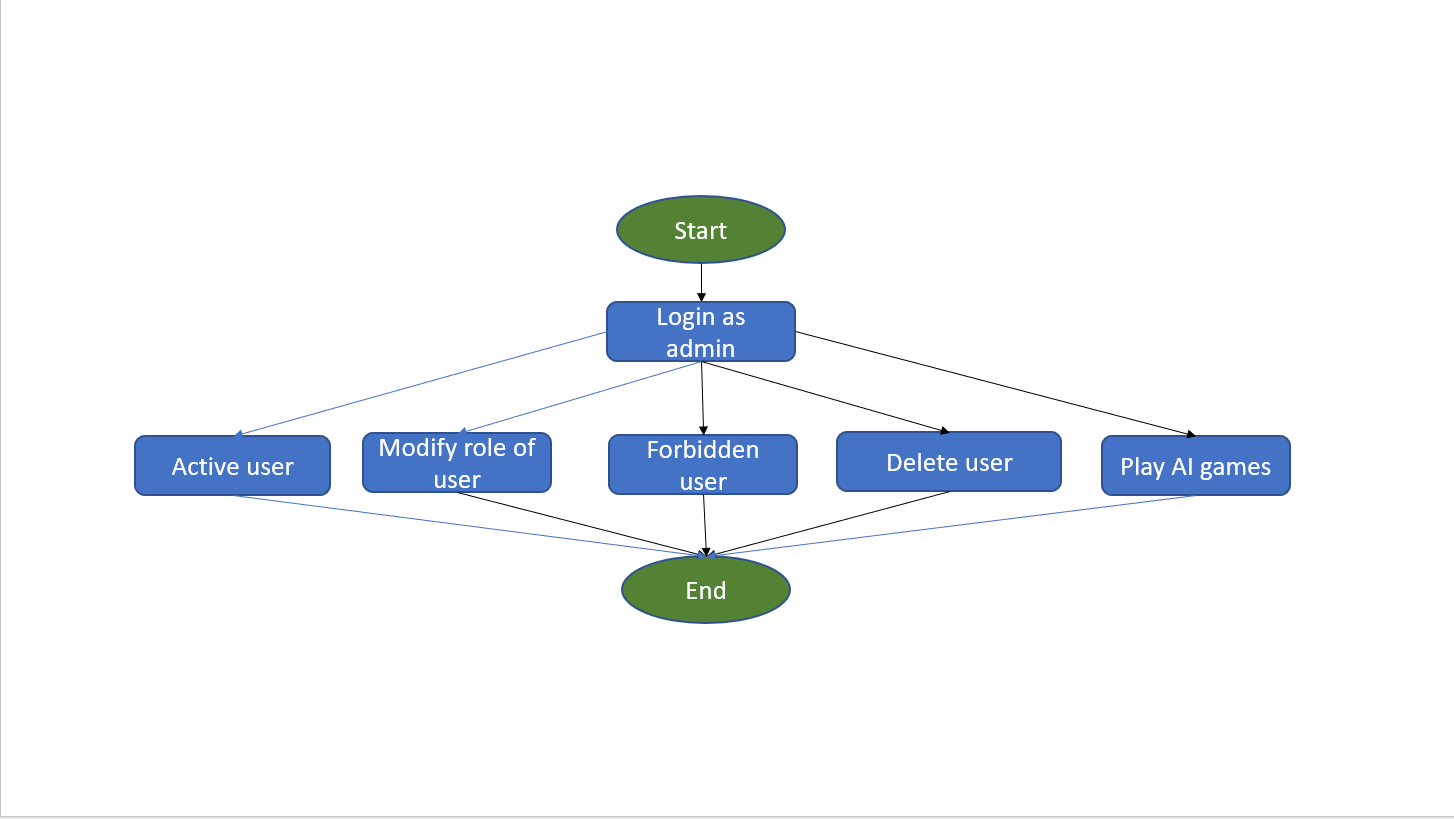 Start
Login as
admin
Active user
Modify role of
user
Forbidden
user
Delete user
Play AI games
End